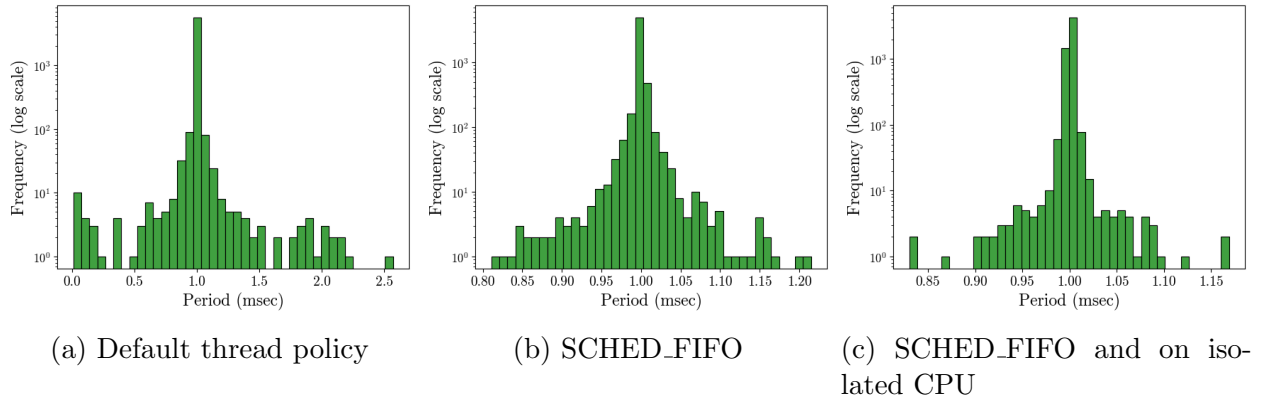 Frequency (log scale)
10^3
10^2
10^1
10^0
0.0 0.5 1.0 1.5 2.0 2.5
Period (msec)
(a) Default thread policy
Frequency (log scale)
10^3
10^2
10^1
10^0
0.80 0.85 0.90 0.95 1.00 1.05 1.10 1.15 1.20
Period (msec)
(b) SCHED_FIFO
Frequency (log scale)
10^3
10^2
10^1
10^0
0.85 0.90 0.95 1.00 1.05 1.10 1.15
Period (msec)
(c) SCHED_FIFO and on iso-
lated CPU